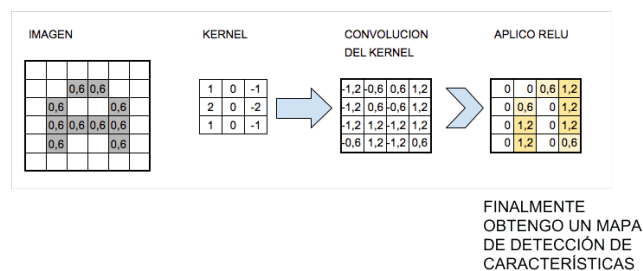 IMAGEN
KERNEL
CONVOLUCION
DEL KERNEL
APLICO RELU
0,6 0,6
0,6 0,6
0,6 0,6 0,6 0,6
0,6 0,6
1 0 -1
2 0 -2
1 0 -1
-1,2 -0,6 0,6 1,2
-1,2 0,6 -0,6 1,2
-1,2 1,2 -1,2 1,2
-0,6 1,2 -1,2 0,6
0 0 0,6 1,2
0 0,6 0 1,2
0 1,2 0 1,2
0 1,2 0 0,6
FINALMENTE
OBTENGO UN MAPA
DE DETECCIÓN DE
CARACTERÍSTICAS